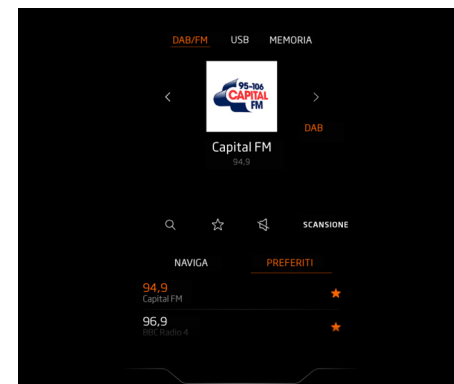 DAB/FM USB MEMORIA
95-106
CAPITAL
FM
DAB
Capital FM
94.9
SCANSIONE
NAVIGA PREFERITI
94,9
Capital FM
96,9
BBC Radio 4